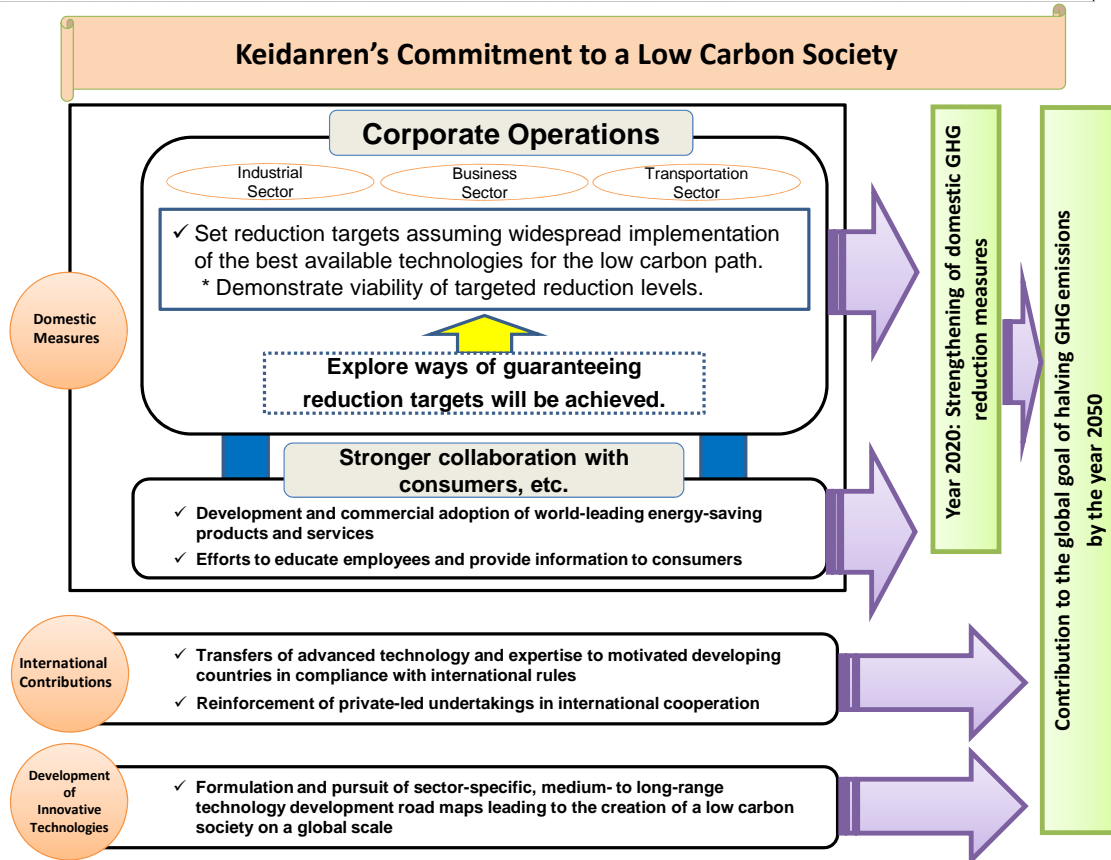 Keidanren's Commitment to a Low Carbon Society
Corporate Operations
Industrial
Sector
Business
Sector
Transportation
Sector
✓ Set reduction targets assuming widespread implementation
of the best available technologies for the low carbon path.
* Demonstrate viability of targeted reduction levels.
Domestic
Measures
Explore ways of guaranteeing
reduction targets will be achieved.
Stronger collaboration with
consumers, etc.
✓ Development and commercial adoption of world-leading energy-saving
products and services
✓ Efforts to educate employees and provide information to consumers
Year 2020: Strengthening of domestic GHG
reduction measures
Contribution to the global goal of halving GHG emissions
by the year 2050
International
Contributions
✓ Transfers of advanced technology and expertise to motivated developing
countries in compliance with international rules
✓ Reinforcement of private-led undertakings in international cooperation
Development
of
Innovative
Technologies
✓ Formulation and pursuit of sector-specific, medium- to long-range
technology development road maps leading to the creation of a low carbon
society on a global scale